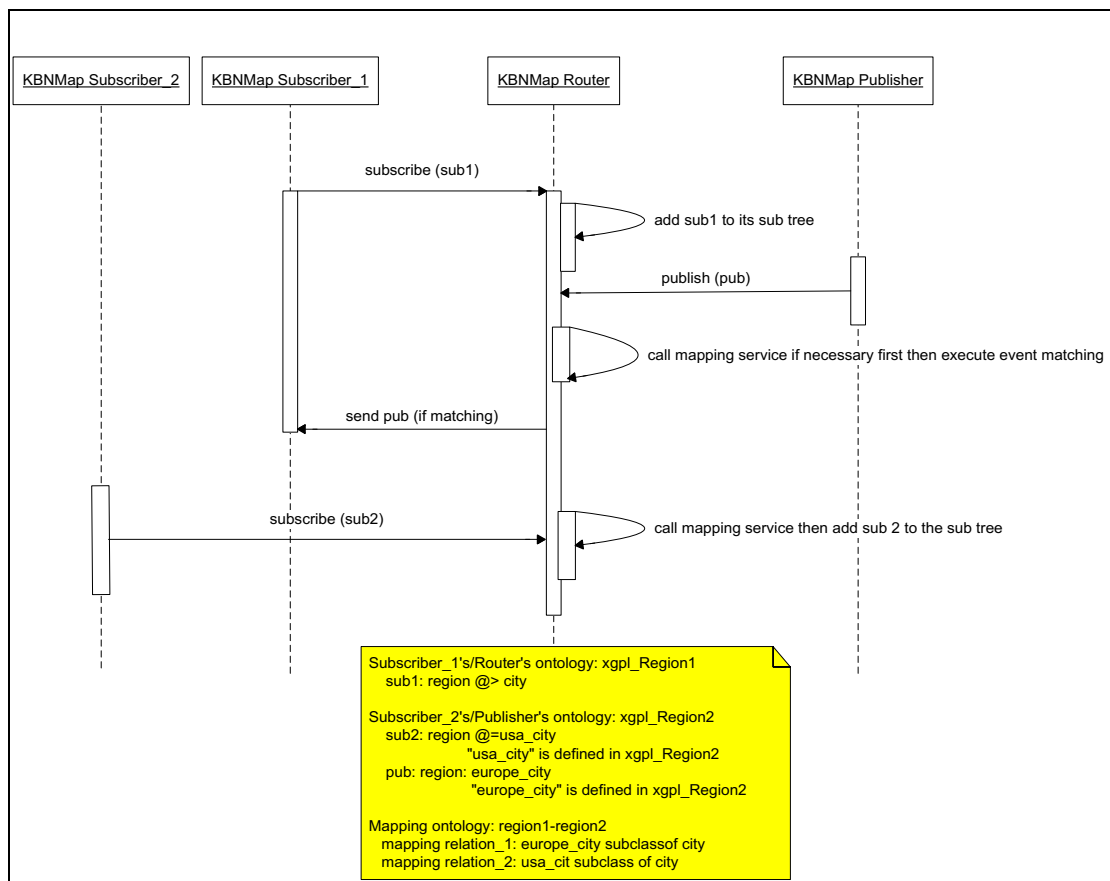 KBNMap Subscriber_2
KBNMap Subscriber_1
KBNMap Router
KBNMap Publisher
subscribe (sub1)
add sub1 to its sub tree
publish (pub)
call mapping service if necessary first then execute event matching
send pub (if matching)
subscribe (sub2)
call mapping service then add sub 2 to the sub tree
Subscriber_1's/Router's ontology: xgpl_Region1
sub1: region @> city
Subscriber_2's/Publisher's ontology: xgpl_Region2
sub2: region @=usa_city
"usa_city" is defined in xgpl_Region2
pub: region: europe_city
"europe_city" is defined in xgpl_Region2
Mapping ontology: region1-region2
mapping relation_1: europe_city subclassof city
mapping relation_2: usa_cit subclass of city